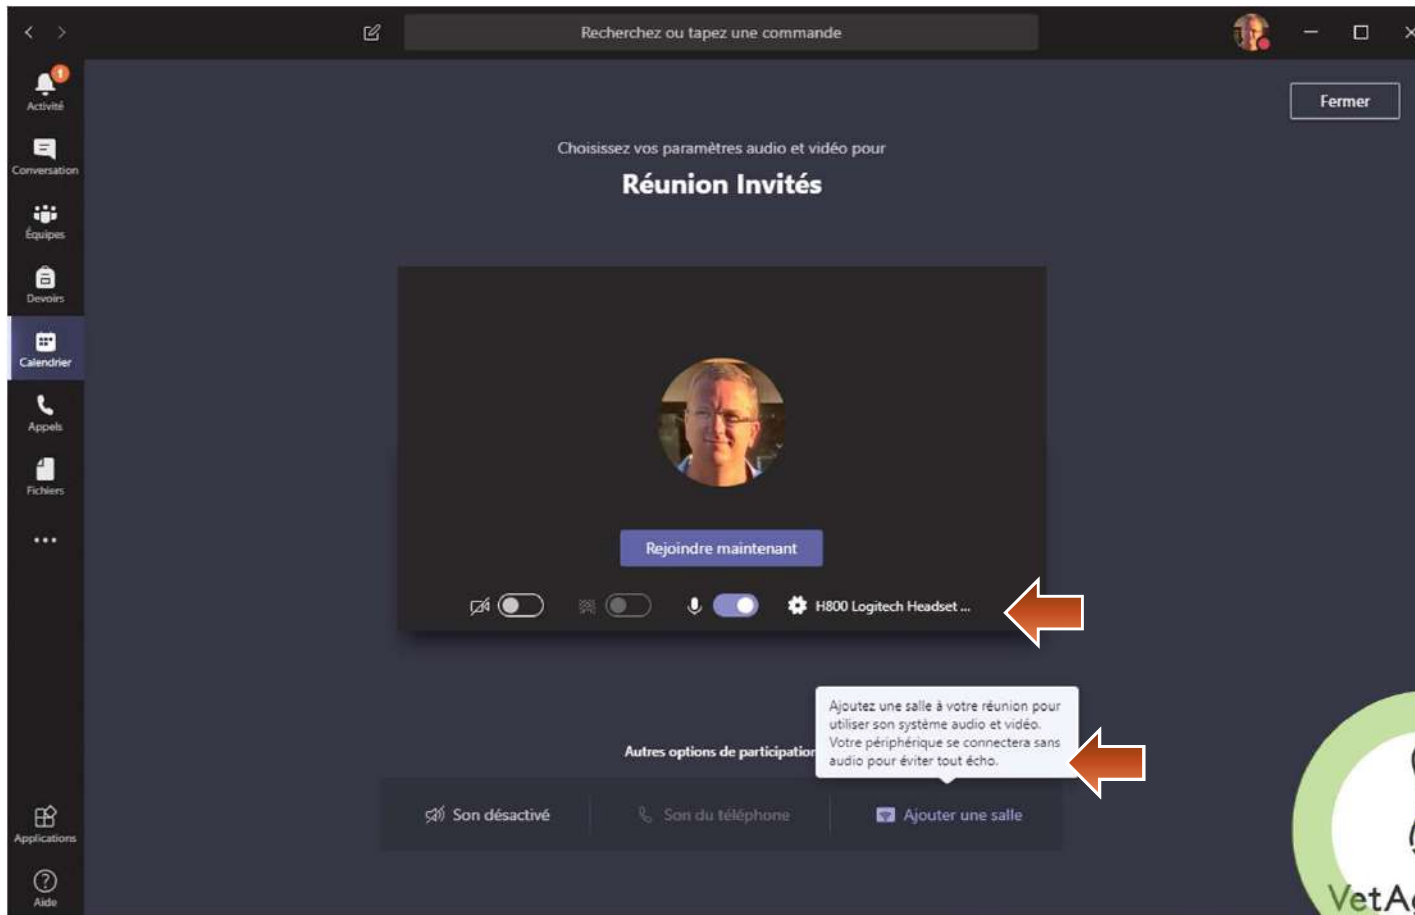 Recherchez ou tapez une commande
1
Activité
Conversation
Équipes
Devoirs
Calendrier
Appels
Fichiers
Applications
Aide
Fermer
Choisissez vos paramètres audio et vidéo pour
Réunion Invités
Rejoindre maintenant
H800 Logitech Headset ...
Ajoutez une salle à votre réunion pour
utiliser son système audio et vidéo.
Votre périphérique se connectera sans
audio pour éviter tout écho.
Autres options de participation
Son désactivé
Son du téléphone
Ajouter une salle